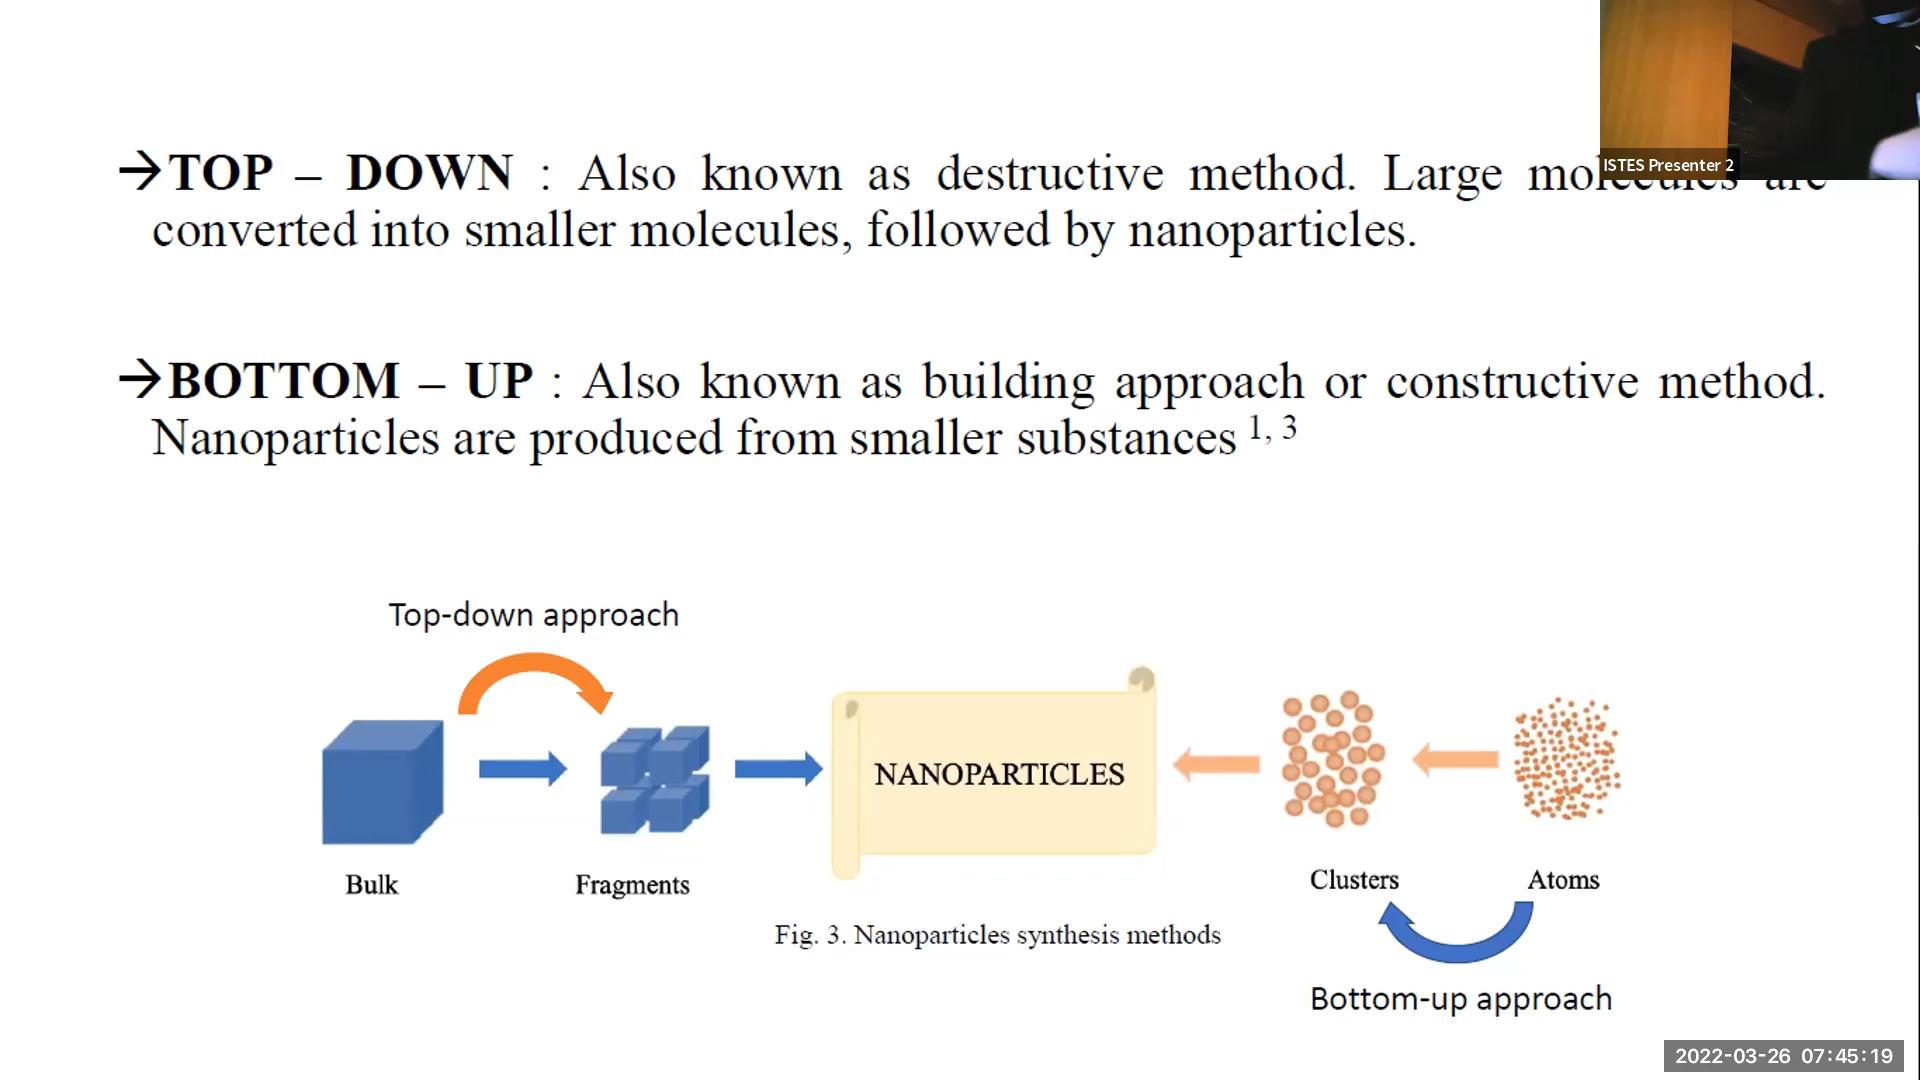 ISTES Presenter 2
→TOP – DOWN : Also known as destructive method. Large molecules are
converted into smaller molecules, followed by nanoparticles.
→BOTTOM – UP : Also known as building approach or constructive method.
Nanoparticles are produced from smaller substances 1, 3
Top-down approach
NANOPARTICLES
Bulk
Fragments
Clusters
Atoms
Fig. 3. Nanoparticles synthesis methods
Bottom-up approach
2022-03-26 07:45:19